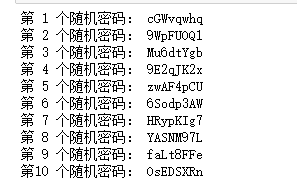 第 1 个随机密码： cGWvqwhq
第 2 个随机密码： 9WpFUOQ1
第 3 个随机密码： Mu6dtYgb
第 4 个随机密码： 9E2qJK2x
第 5 个随机密码： zwAF4pCU
第 6 个随机密码： 6Sodp3AW
第 7 个随机密码： HRypKIg7
第 8 个随机密码： YASNM97L
第 9 个随机密码： faLt8FFe
第10 个随机密码： OsEDSXRn